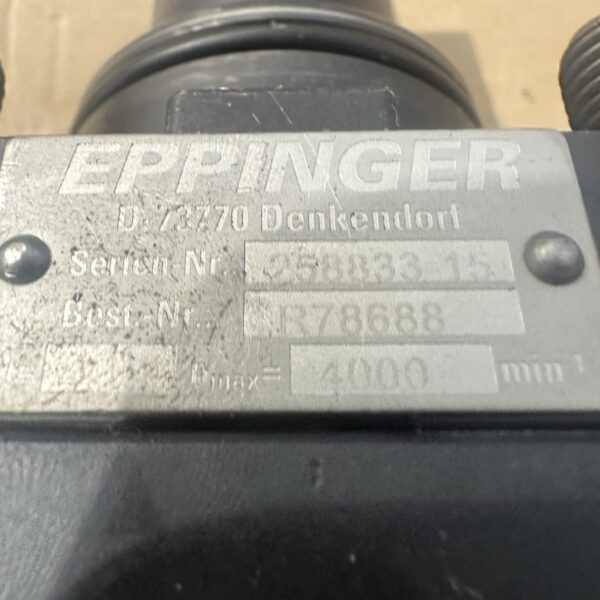 EPPINGER
D-73770 Denkendorf
Serien-Nr. 258833 15
Best.-Nr.: R78688
nmax= 4000 min-1